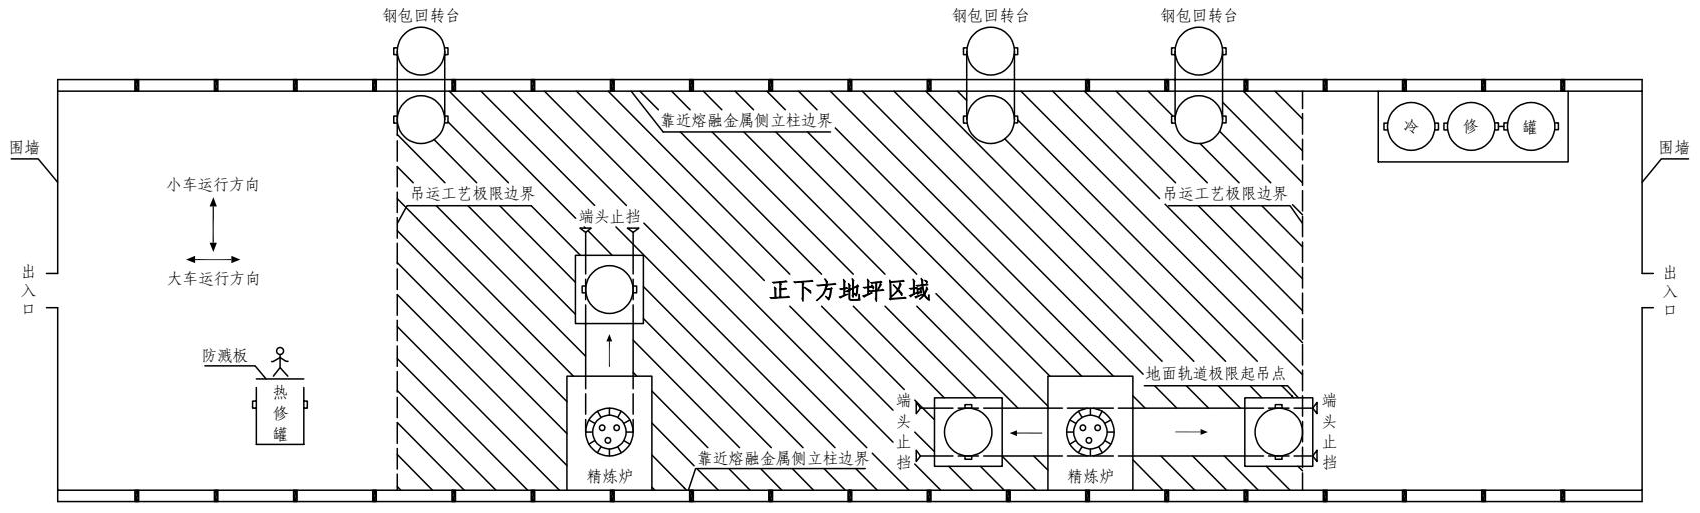 钢包回转台
钢包回转台
钢包回转台
靠近熔融金属侧立柱边界
冷
修
罐
围墙
围墙
小车运行方向
大车运行方向
吊运工艺极限边界
吊运工艺极限边界
端头止挡
出
入
口
正下方地坪区域
出
入
口
防溅板
热
修
罐
地面轨道极限起吊点
端
头
止
挡
端
头
止
挡
靠近熔融金属侧立柱边界
精炼炉
精炼炉